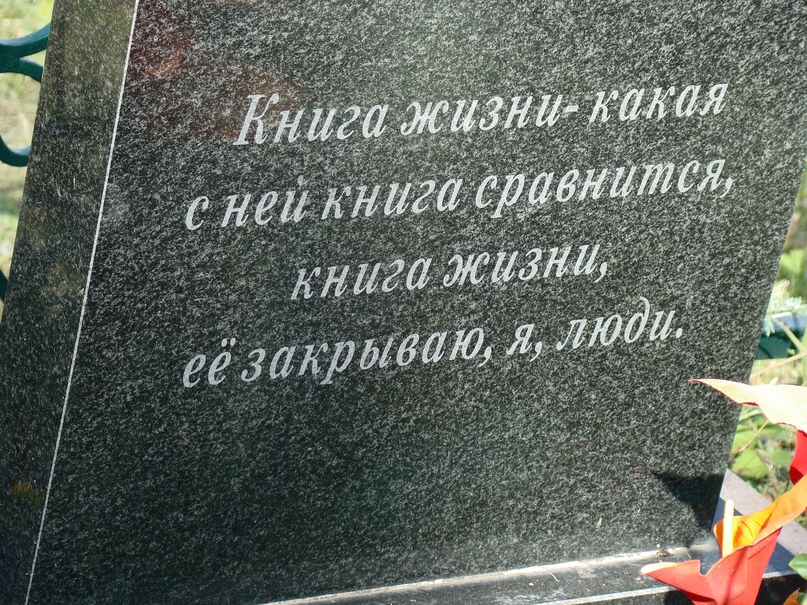 Книга жизни- какая
с ней книга сравнится,
книга жизни,
её закрываю, я, люди.